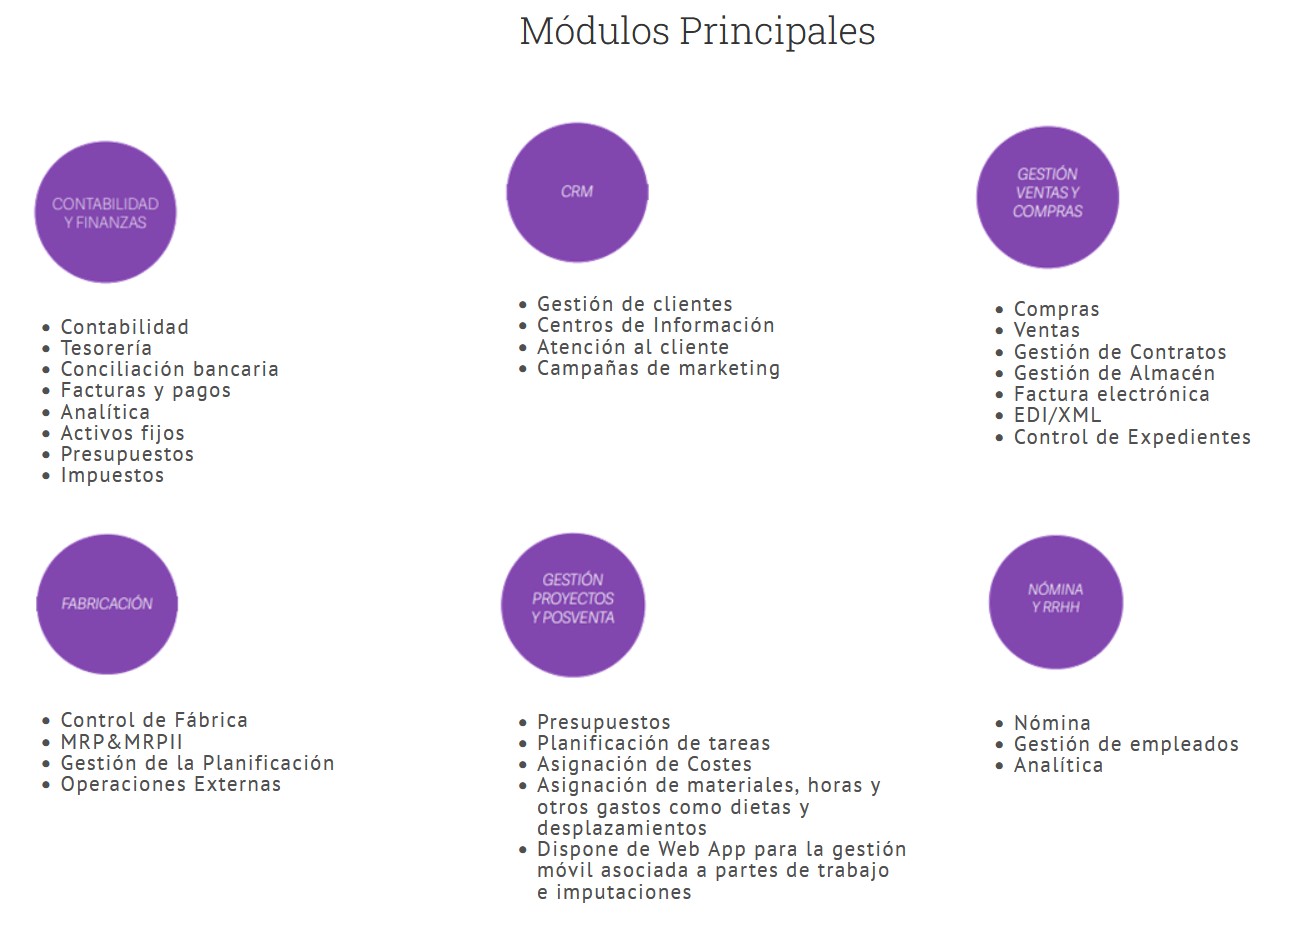 Módulos Principales
CONTABILIDAD
Y FINANZAS
• Contabilidad
• Tesorería
• Conciliación bancaria
• Facturas y pagos
• Analítica
• Activos fijos
• Presupuestos
• Impuestos
CRM
• Gestión de clientes
• Centros de Información
• Atención al cliente
• Campañas de marketing
GESTIÓN
VENTAS Y
COMPRAS
• Compras
• Ventas
• Gestión de Contratos
• Gestión de Almacén
• Factura electrónica
• EDI/XML
• Control de Expedientes
FABRICACIÓN
• Control de Fábrica
• MRP&MRPII
• Gestión de la Planificación
• Operaciones Externas
GESTIÓN
PROYECTOS
Y POSVENTA
• Presupuestos
• Planificación de tareas
• Asignación de Costes
• Asignación de materiales, horas y
otros gastos como dietas y
desplazamientos
• Dispone de Web App para la gestión
móvil asociada a partes de trabajo
e imputaciones
NÓMINA
Y RRHH
• Nómina
• Gestión de empleados
• Analítica